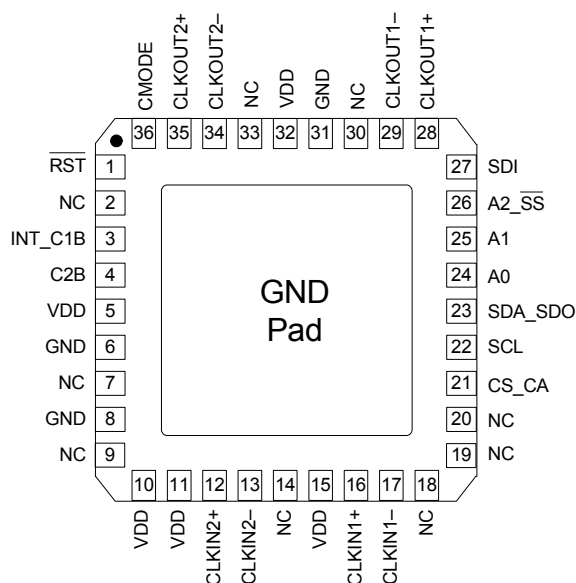 CMODE
CLKOUT2+
CLKOUT2–
NC
VDD
GND
NC
CLKOUT1–
CLKOUT1+
36 35 34 33 32 31 30 29 28
RST 1
NC 2
INT_C1B 3
C2B 4
VDD 5
GND 6
NC 7
GND 8
NC 9
GND
Pad
27 SDI
26 A2_SS
25 A1
24 A0
23 SDA_SDO
22 SCL
21 CS_CA
20 NC
19 NC
10 11 12 13 14 15 16 17 18
VDD
VDD
CLKIN2+
CLKIN2–
NC
VDD
CLKIN1+
CLKIN1–
NC